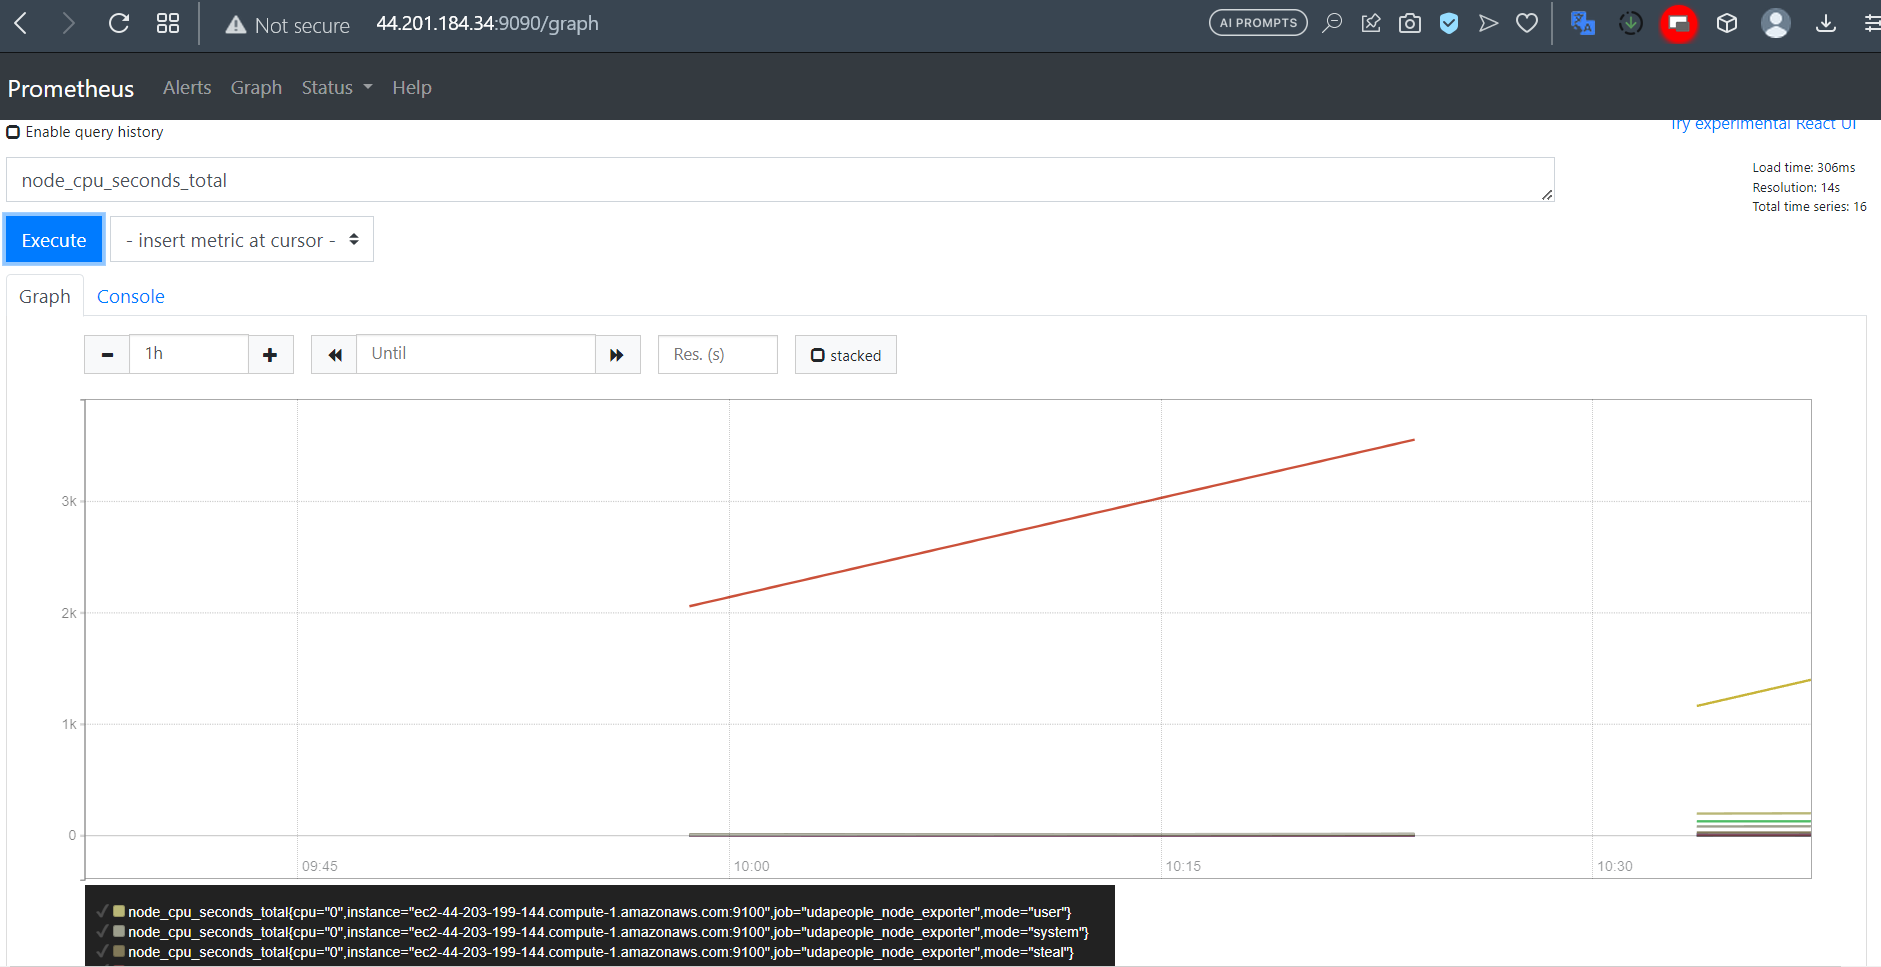 Not secure 44.201.184.34:9090/graph AI PROMPTS
Prometheus Alerts Graph Status Help
Enable query history
Try experimental React UI
node_cpu_seconds_total
Load time: 306ms
Resolution: 14s
Total time series: 16
Execute - insert metric at cursor -
Graph Console
1h Until Res. (s) stacked
3k
2k
1k
0
09:45 10:00 10:15 10:30
node_cpu_seconds_total{cpu="0",instance="ec2-44-203-199-144.compute-1.amazonaws.com:9100",job="udapeople_node_exporter",mode="user"}
node_cpu_seconds_total{cpu="0",instance="ec2-44-203-199-144.compute-1.amazonaws.com:9100",job="udapeople_node_exporter",mode="system"}
node_cpu_seconds_total{cpu="0",instance="ec2-44-203-199-144.compute-1.amazonaws.com:9100",job="udapeople_node_exporter",mode="steal"}